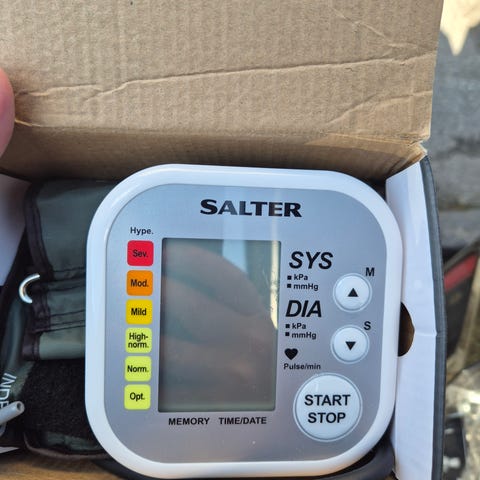 SALTER
Hype.
Sev.
Mod.
Mild
High-
norm.
Norm.
Opt.
SYS
■ kPa
■ mmHg
DIA
■ kPa
■ mmHg
Pulse/min
M
S
START
STOP
MEMORY TIME/DATE